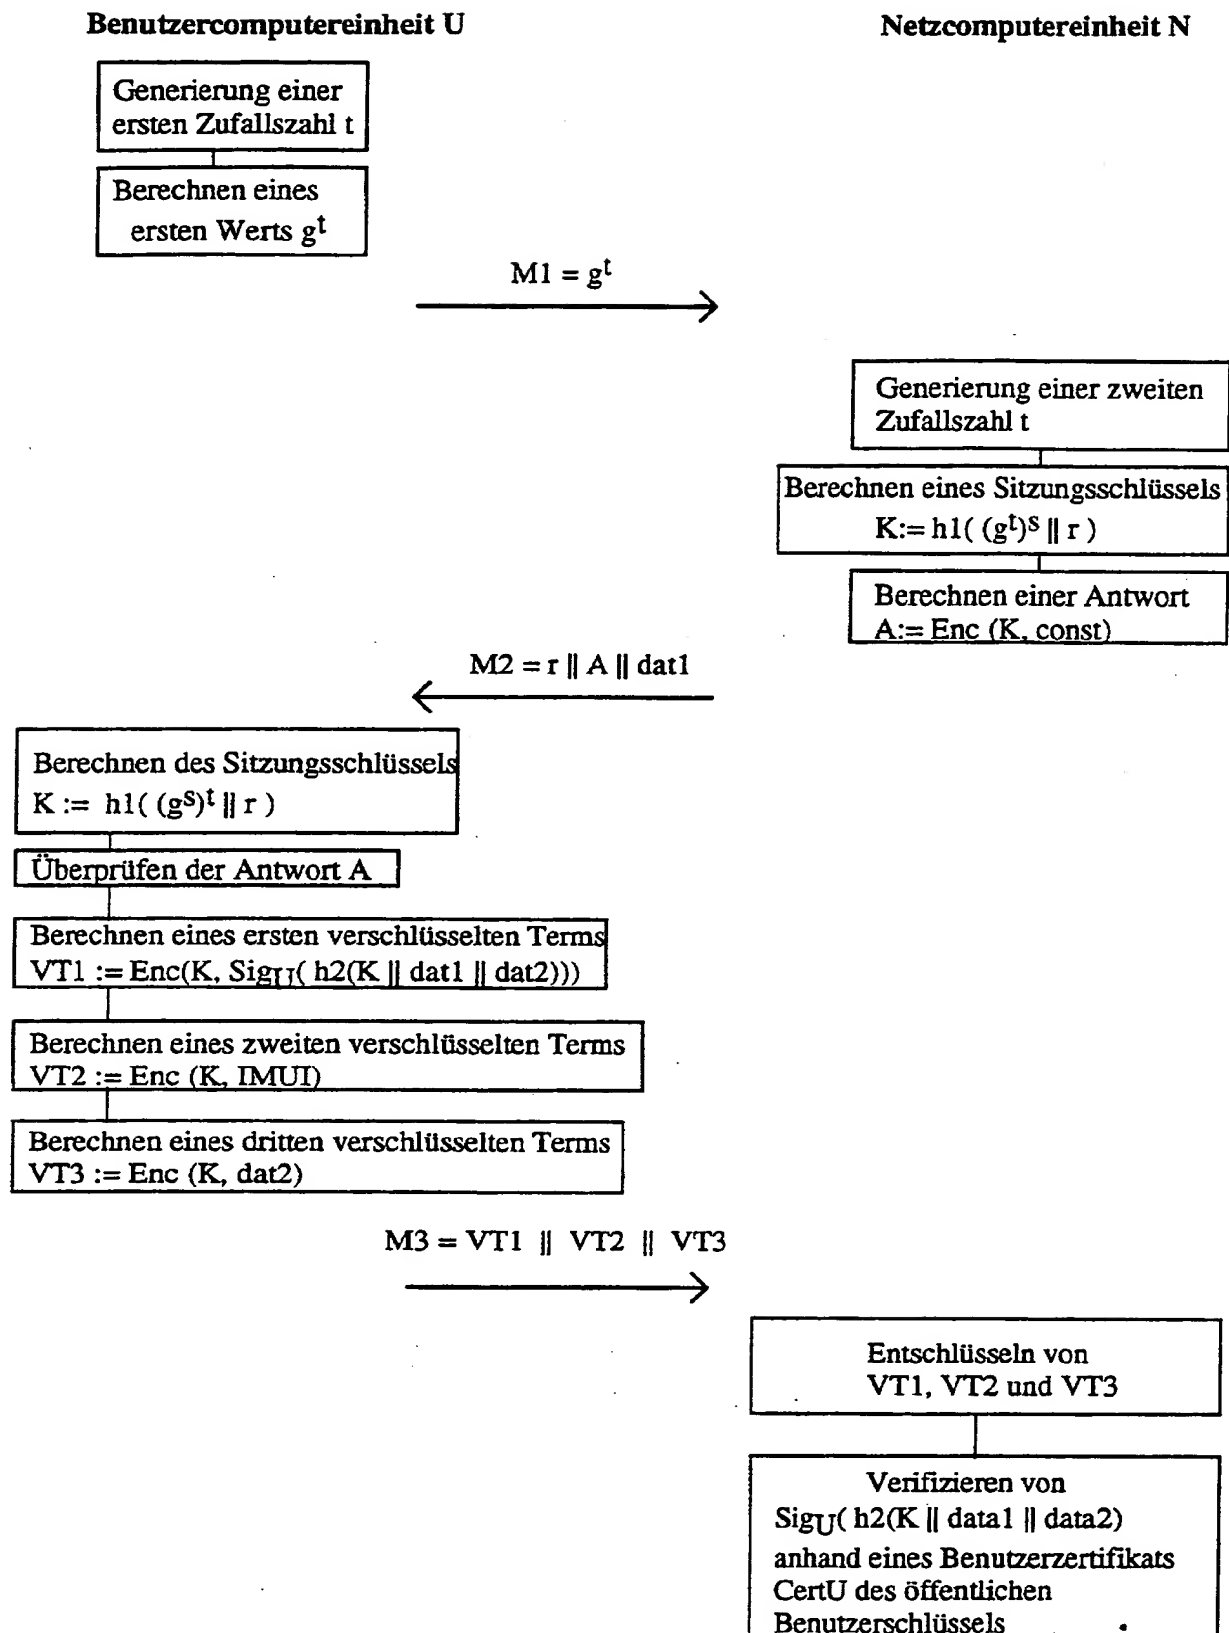 Benutzercomputereinheit U
Netzcomputereinheit N
Generierung einer
ersten Zufallszahl t
Berechnen eines
ersten Werts g^t
M1 = g^t
Generierung einer zweiten
Zufallszahl t
Berechnen eines Sitzungsschlüssels
K:= h1( (g^t)^s || r )
Berechnen einer Antwort
A:= Enc (K, const)
M2 = r || A || dat1
Berechnen des Sitzungsschlüssels
K := h1( (g^s)^t || r )
Überprüfen der Antwort A
Berechnen eines ersten verschlüsselten Terms
VT1 := Enc(K, Sig_U( h2(K || dat1 || dat2)))
Berechnen eines zweiten verschlüsselten Terms
VT2 := Enc (K, IMUI)
Berechnen eines dritten verschlüsselten Terms
VT3 := Enc (K, dat2)
M3 = VT1 || VT2 || VT3
Entschlüsseln von
VT1, VT2 und VT3
Verifizieren von
Sig_U( h2(K || data1 || data2)
anhand eines Benutzerzertifikats
CertU des öffentlichen
Benutzerschlüssels